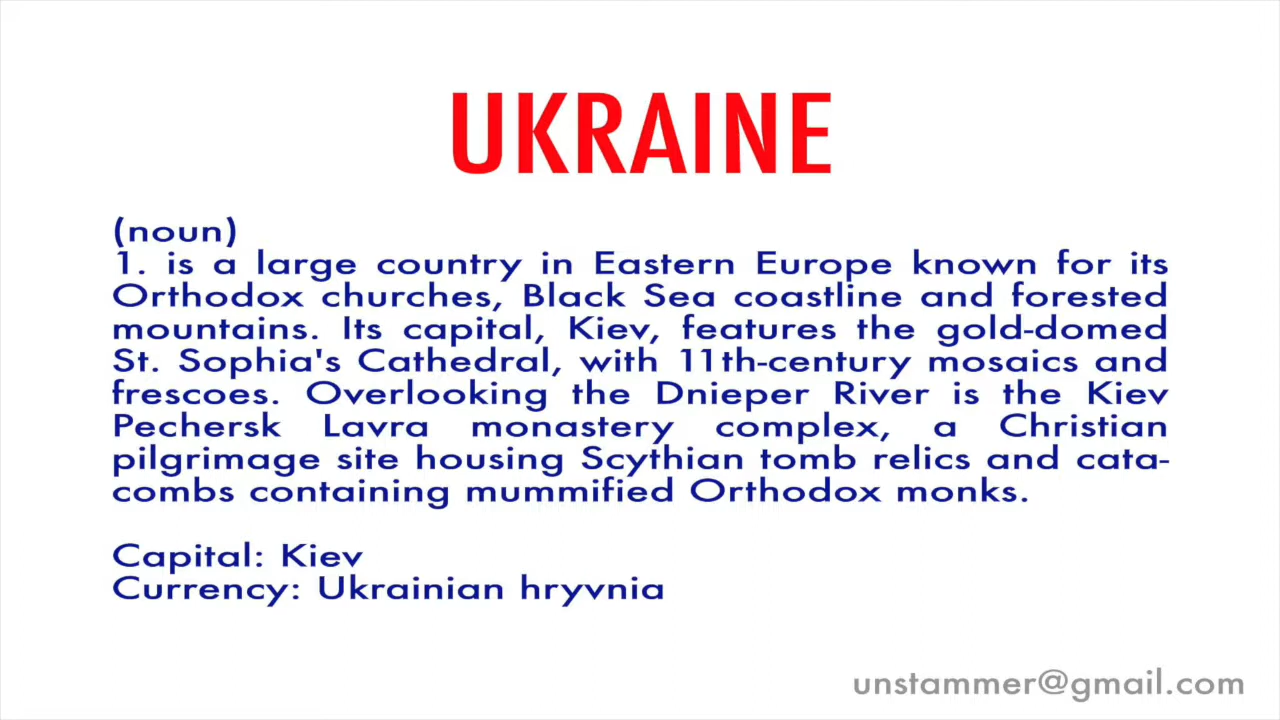 UKRAINE
(noun)
1. is a large country in Eastern Europe known for its
Orthodox churches, Black Sea coastline and forested
mountains. Its capital, Kiev, features the gold-domed
St. Sophia's Cathedral, with 11th-century mosaics and
frescoes. Overlooking the Dnieper River is the Kiev
Pechersk Lavra monastery complex, a Christian
pilgrimage site housing Scythian tomb relics and cata-
combs containing mummified Orthodox monks.
Capital: Kiev
Currency: Ukrainian hryvnia
unstammer@gmail.com